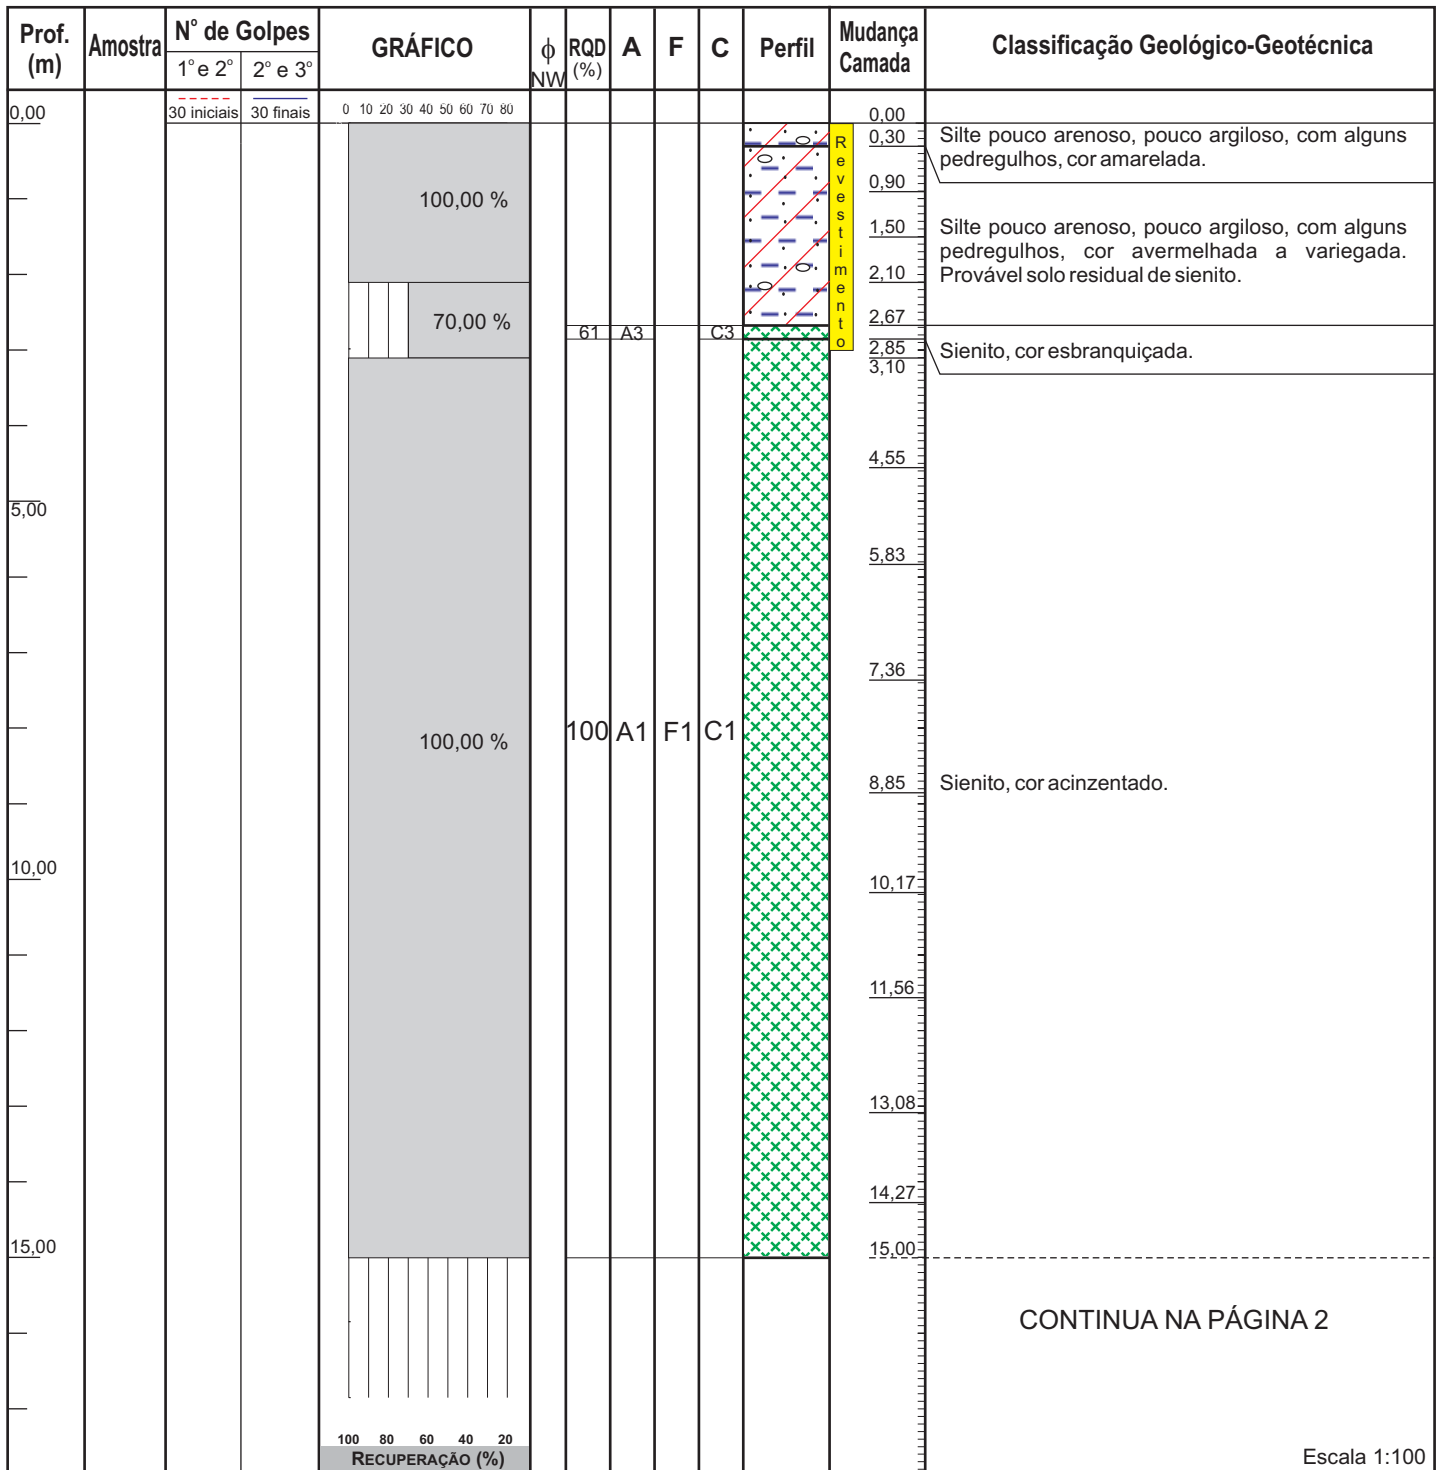 Prof. (m)
Amostra
N° de Golpes
1° e 2°
2° e 3°
GRÁFICO
ϕ NW
RQD (%)
A
F
C
Perfil
Mudança Camada
Classificação Geológico-Geotécnica
30 iniciais
30 finais
0 10 20 30 40 50 60 70 80
0,00
5,00
10,00
15,00
100,00 %
70,00 %
100,00 %
61
A3
C3
100
A1
F1
C1
Revestimento
0,00
0,30
0,90
1,50
2,10
2,67
2,85
3,10
4,55
5,83
7,36
8,85
10,17
11,56
13,08
14,27
15,00
Silte pouco arenoso, pouco argiloso, com alguns
pedregulhos, cor amarelada.
Silte pouco arenoso, pouco argiloso, com alguns
pedregulhos, cor avermelhada a variegada.
Provável solo residual de sienito.
Sienito, cor esbranquiçada.
Sienito, cor acinzentado.
CONTINUA NA PÁGINA 2
100 80 60 40 20
RECUPERAÇÃO (%)
Escala 1:100